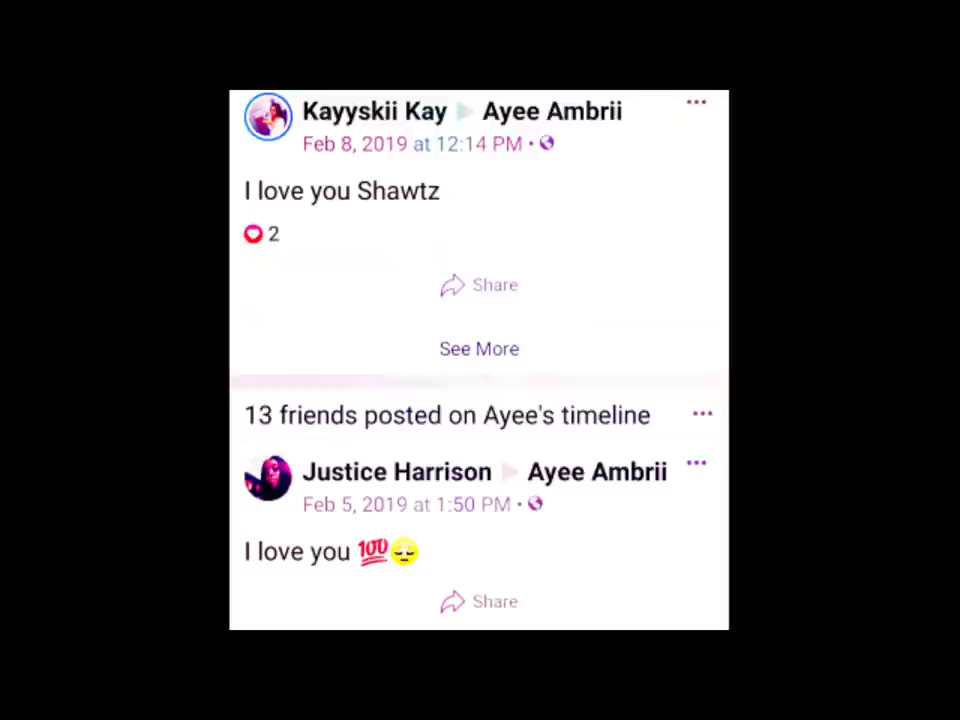 Kayyskii Kay ▶ Ayee Ambrii
Feb 8, 2019 at 12:14 PM •
I love you Shawtz
2
Share
See More
13 friends posted on Ayee's timeline
Justice Harrison ▶ Ayee Ambrii
Feb 5, 2019 at 1:50 PM •
I love you 💯😔
Share